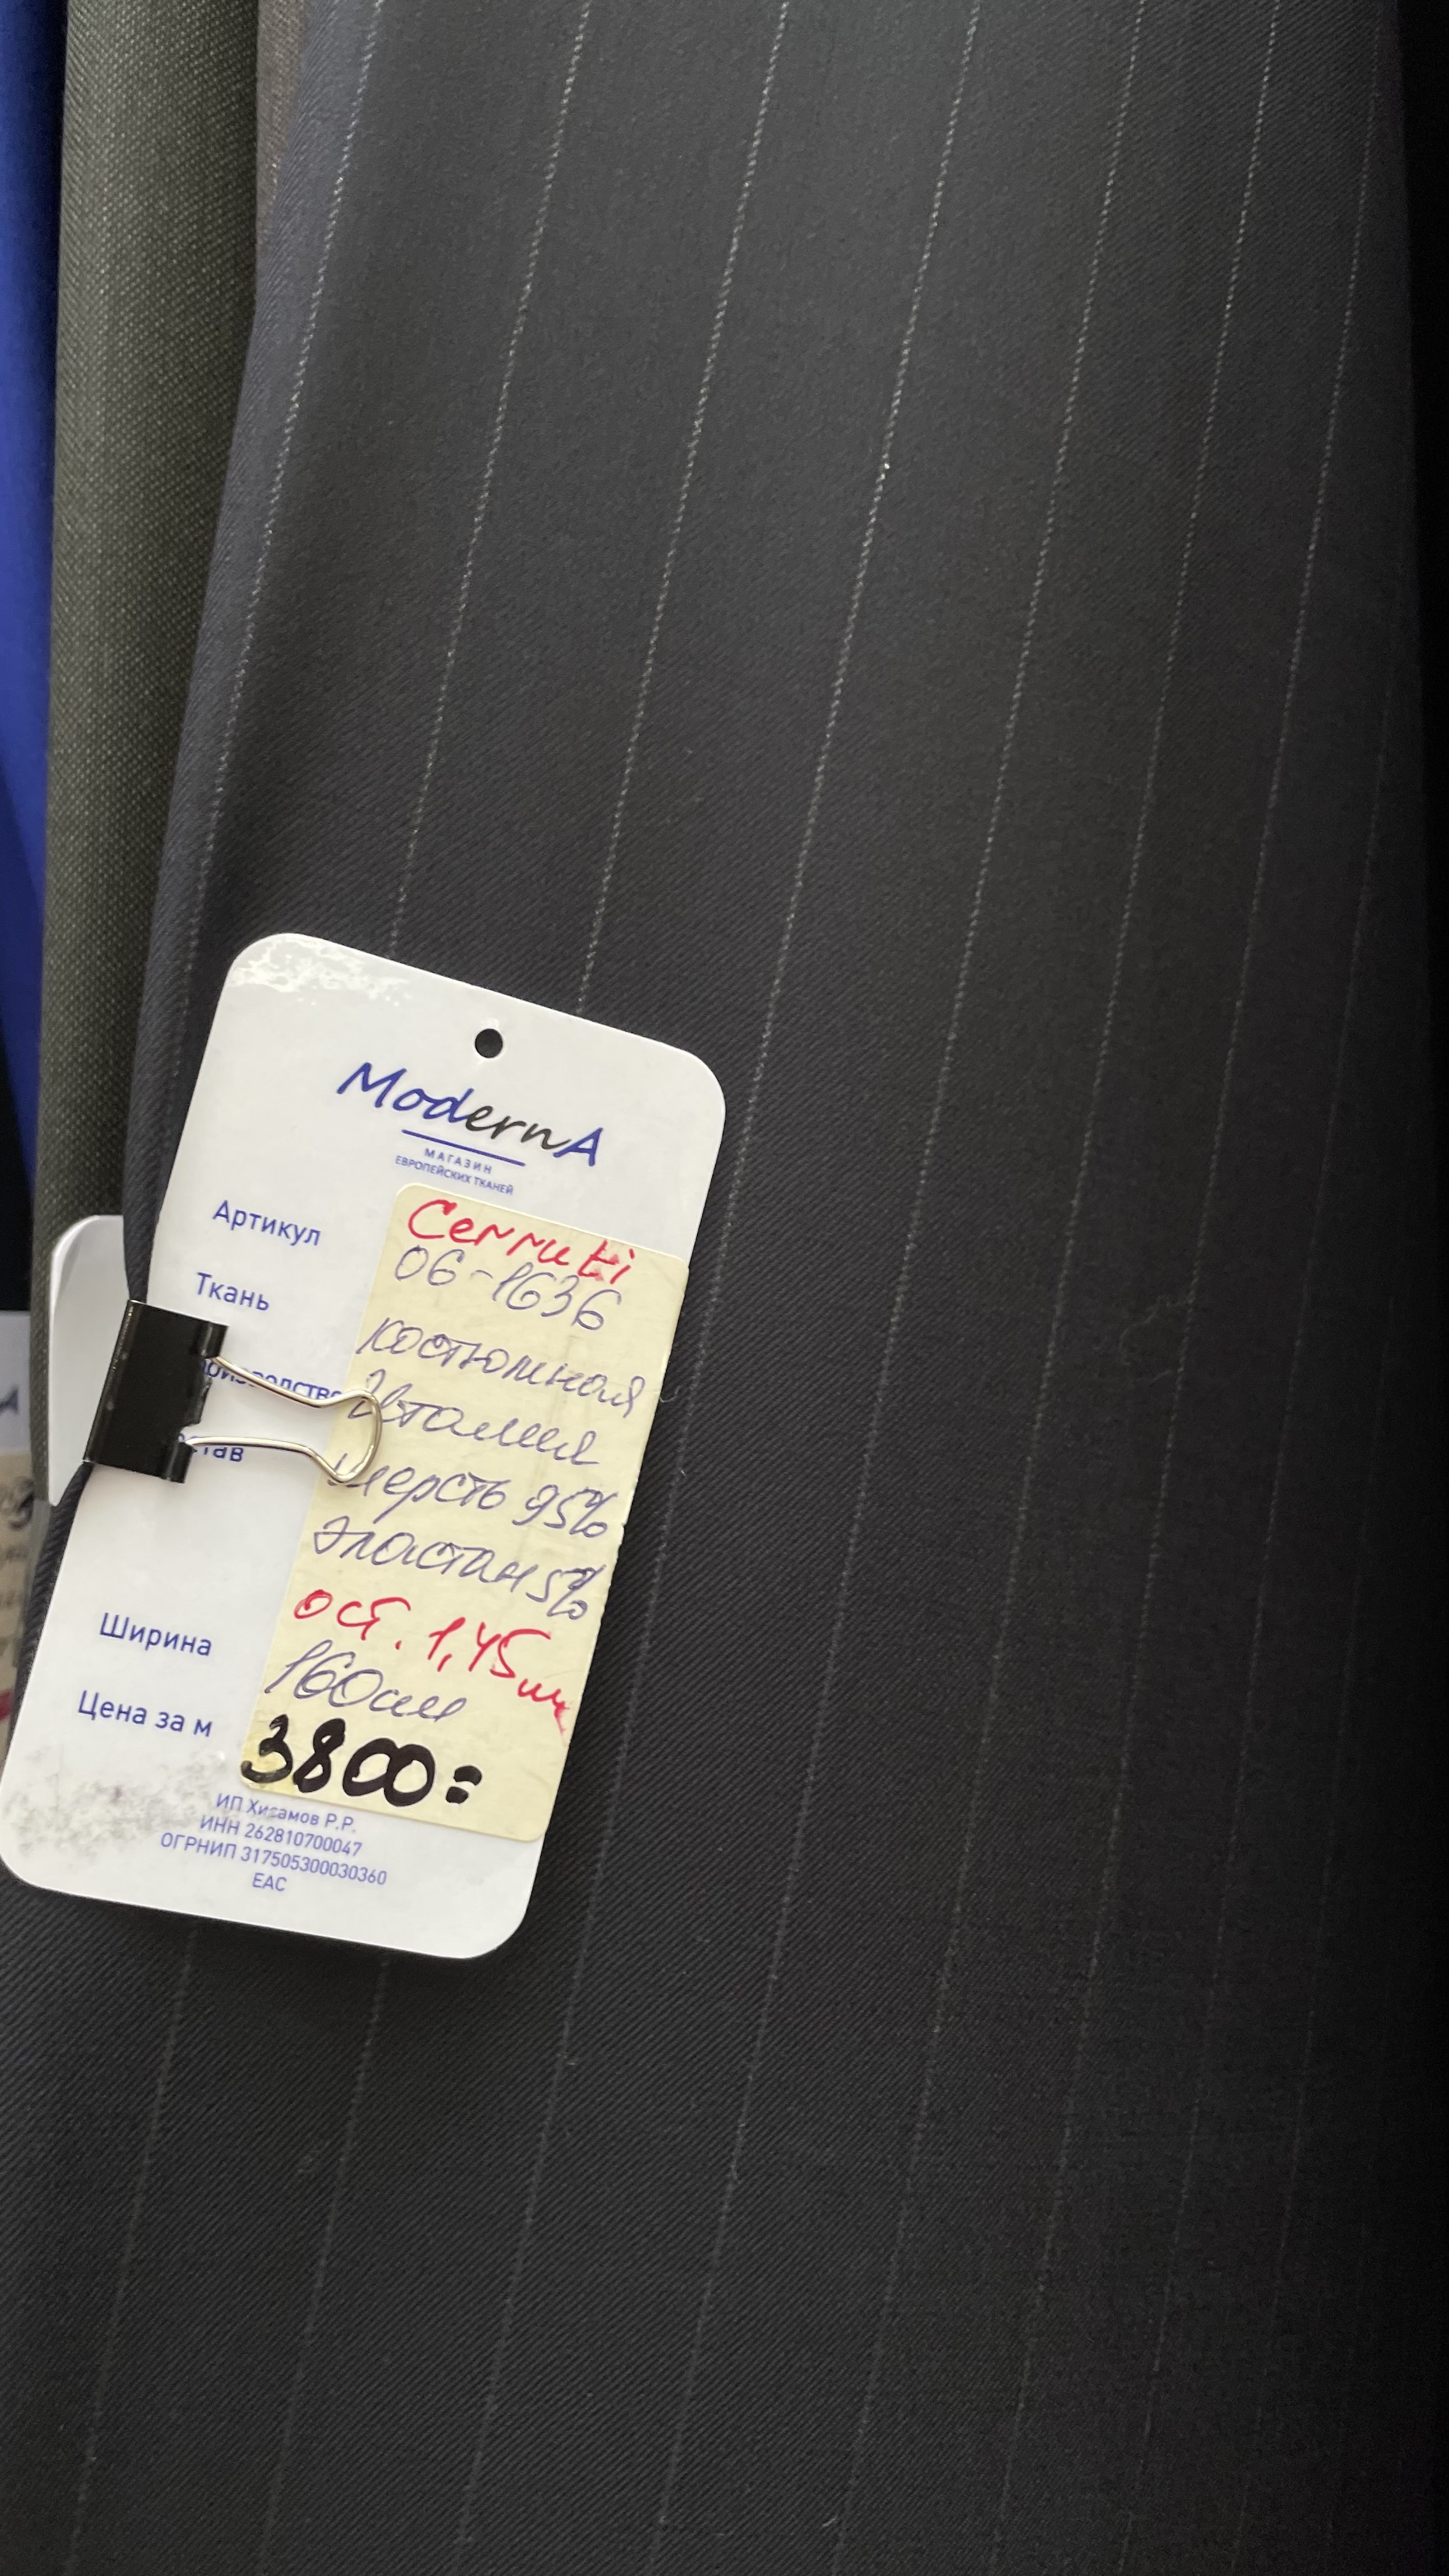 ModernA
МАГАЗИН
ЕВРОПЕЙСКИХ ТКАНЕЙ
Артикул
Cerruti
06-1636
Ткань
костюмная
Италия
шерсть 95%
эластан 5%
ост. 1,45м
Ширина
160см
Цена за м
3800=
ИП Хисамов Р.Р.
ИНН 262810700047
ОГРНИП 317505300030360
EAC